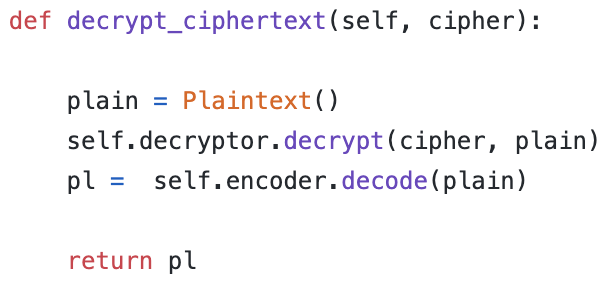 def decrypt_ciphertext(self, cipher):
    plain = Plaintext()
    self.decryptor.decrypt(cipher, plain)
    pl =  self.encoder.decode(plain)
    return pl